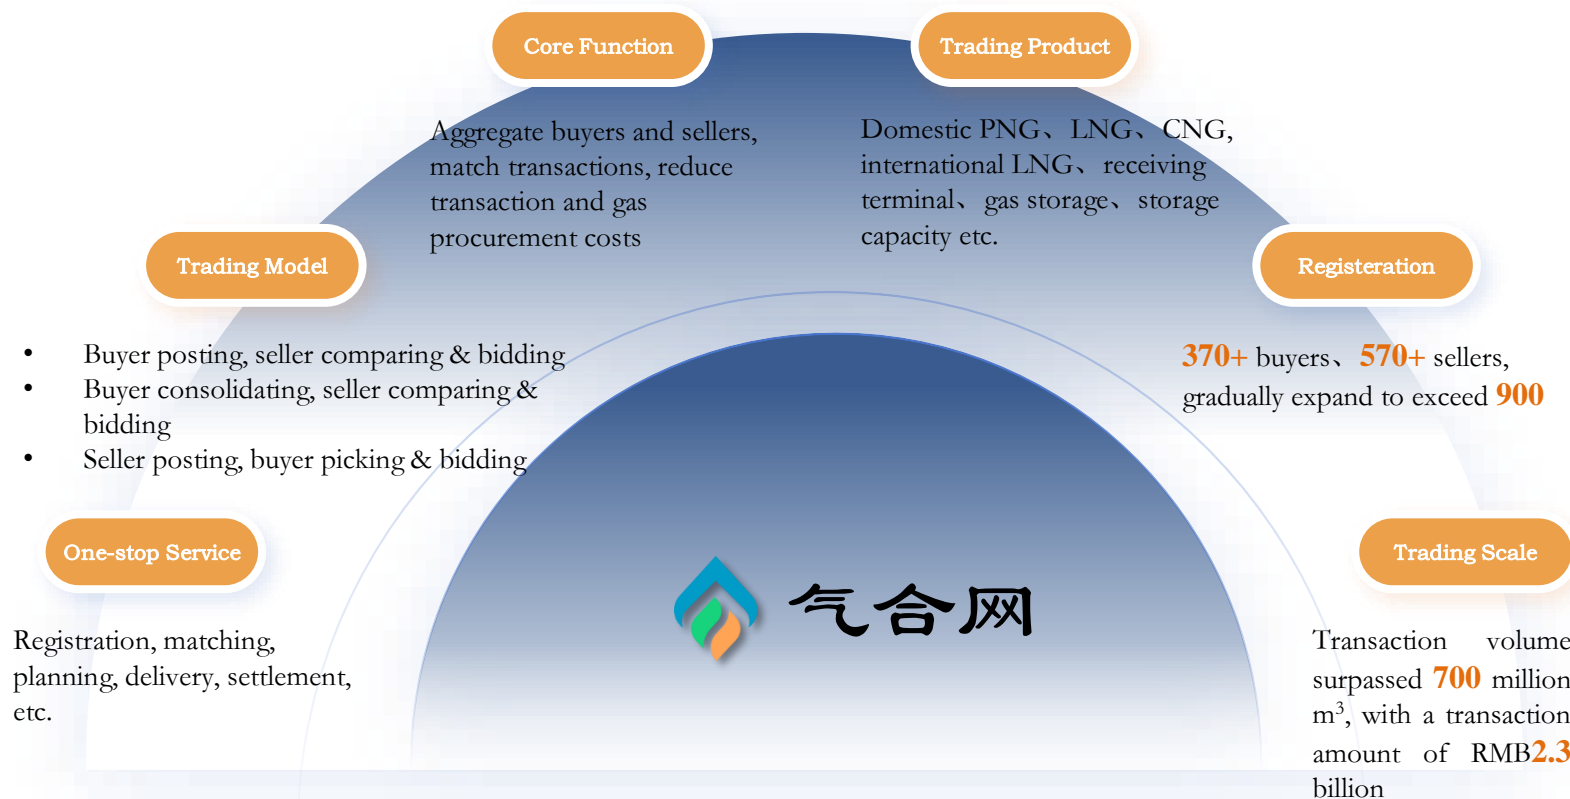 Core Function
Aggregate buyers and sellers,
match transactions, reduce
transaction and gas
procurement costs
Trading Product
Domestic PNG、LNG、CNG,
international LNG、receiving
terminal、gas storage、storage
capacity etc.
Trading Model
• Buyer posting, seller comparing & bidding
• Buyer consolidating, seller comparing &
bidding
• Seller posting, buyer picking & bidding
Registeration
370+ buyers、570+ sellers,
gradually expand to exceed 900
One-stop Service
Registration, matching,
planning, delivery, settlement,
etc.
气合网
Trading Scale
Transaction volume
surpassed 700 million
m³, with a transaction
amount of RMB2.3
billion